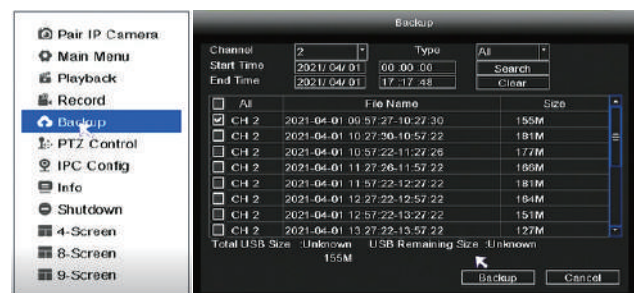 Pair IP Camera
Main Menu
Playback
Record
Backup
PTZ Control
IPC Config
Info
Shutdown
4-Screen
8-Screen
9-Screen
Backup
Channel 2 Type All
Start Time 2021/ 04/ 01 00 :00 :00 Search
End Time 2021/ 04/ 01 17 :17 :48 Clear
All File Name Size
CH 2 2021-04-01 09:57:27-10:27:30 155M
CH 2 2021-04-01 10:27:30-10:57:22 181M
CH 2 2021-04-01 10:57:22-11:27:26 177M
CH 2 2021-04-01 11:27:26-11:57:22 166M
CH 2 2021-04-01 11:57:22-12:27:22 181M
CH 2 2021-04-01 12:27:22-12:57:22 164M
CH 2 2021-04-01 12:57:22-13:27:22 151M
CH 2 2021-04-01 13:27:22-13:57:22 127M
Total USB Size :Unknown USB Remaining Size :Unknown
155M
Backup Cancel